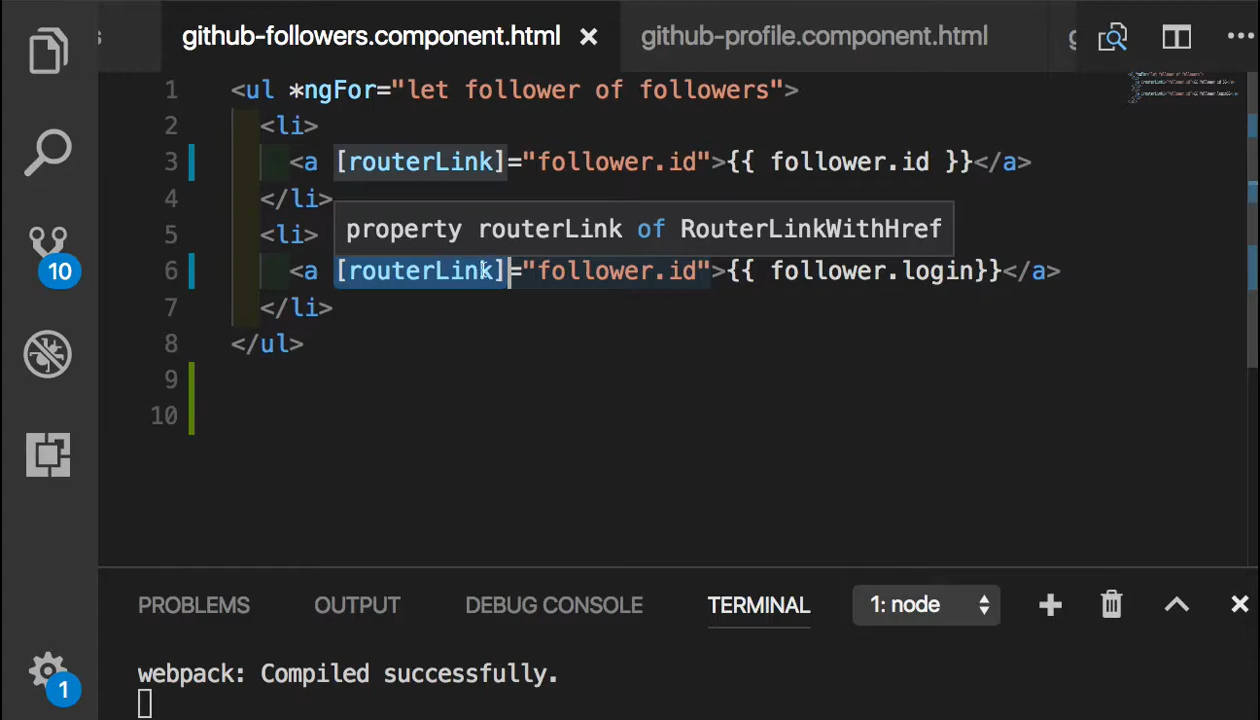 s github-followers.component.html × github-profile.component.html
1 <ul *ngFor="let follower of followers">
2 <li>
3 <a [routerLink]="follower.id">{{ follower.id }}</a>
4 </li>
property routerLink of RouterLinkWithHref
5 <li>
6 <a [routerLink]="follower.id">{{ follower.login}}</a>
7 </li>
8 </ul>
9
10
10
PROBLEMS OUTPUT DEBUG CONSOLE TERMINAL 1: node
webpack: Compiled successfully.
1